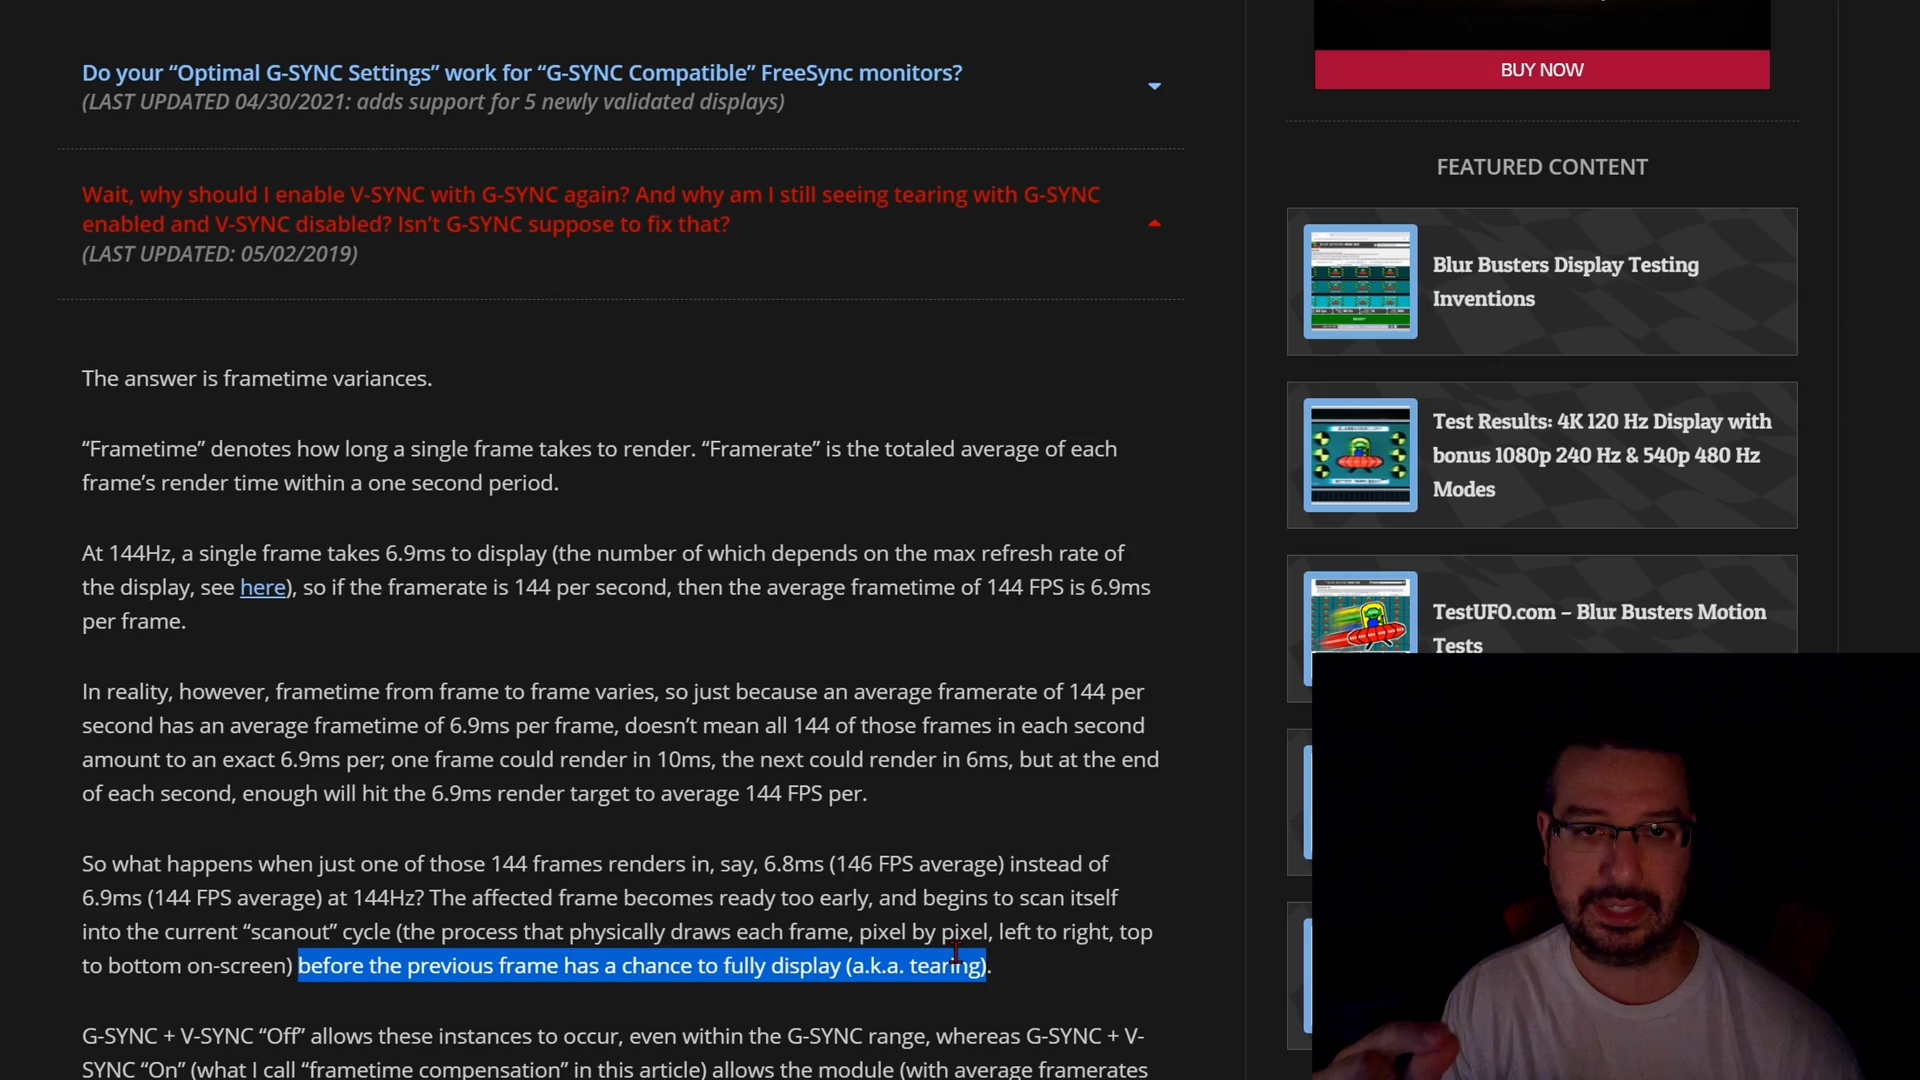 Do your “Optimal G-SYNC Settings” work for “G-SYNC Compatible” FreeSync monitors?
(LAST UPDATED 04/30/2021: adds support for 5 newly validated displays)
Wait, why should I enable V-SYNC with G-SYNC again? And why am I still seeing tearing with G-SYNC
enabled and V-SYNC disabled? Isn’t G-SYNC suppose to fix that?
(LAST UPDATED: 05/02/2019)
The answer is frametime variances.
“Frametime” denotes how long a single frame takes to render. “Framerate” is the totaled average of each
frame’s render time within a one second period.
At 144Hz, a single frame takes 6.9ms to display (the number of which depends on the max refresh rate of
the display, see here), so if the framerate is 144 per second, then the average frametime of 144 FPS is 6.9ms
per frame.
In reality, however, frametime from frame to frame varies, so just because an average framerate of 144 per
second has an average frametime of 6.9ms per frame, doesn’t mean all 144 of those frames in each second
amount to an exact 6.9ms per; one frame could render in 10ms, the next could render in 6ms, but at the end
of each second, enough will hit the 6.9ms render target to average 144 FPS per.
So what happens when just one of those 144 frames renders in, say, 6.8ms (146 FPS average) instead of
6.9ms (144 FPS average) at 144Hz? The affected frame becomes ready too early, and begins to scan itself
into the current “scanout” cycle (the process that physically draws each frame, pixel by pixel, left to right, top
to bottom on-screen) before the previous frame has a chance to fully display (a.k.a. tearing).
G-SYNC + V-SYNC “Off” allows these instances to occur, even within the G-SYNC range, whereas G-SYNC + V-
SYNC “On” (what I call “frametime compensation” in this article) allows the module (with average framerates
BUY NOW
FEATURED CONTENT
Blur Busters Display Testing
Inventions
Test Results: 4K 120 Hz Display with
bonus 1080p 240 Hz & 540p 480 Hz
Modes
TestUFO.com – Blur Busters Motion
Tests